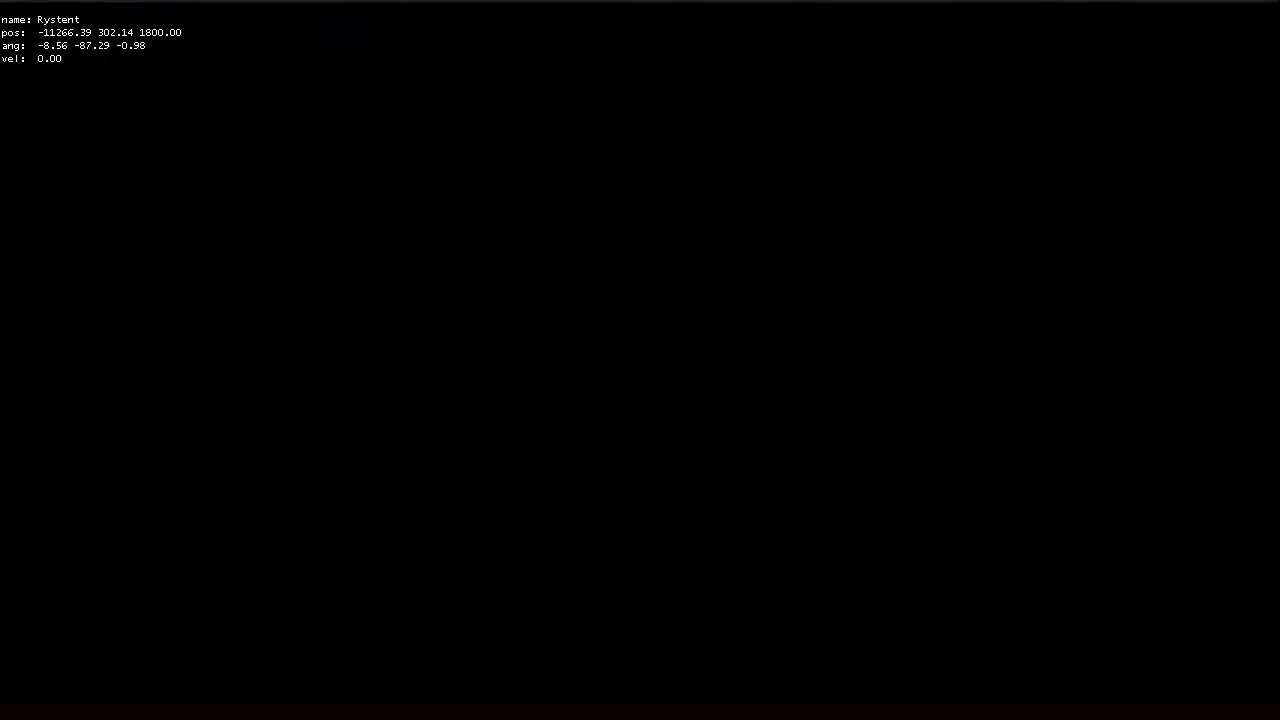 name: Rystent
pos: -11266.39 302.14 1800.00
ang: -8.56 -87.29 -0.98
vel: 0.00